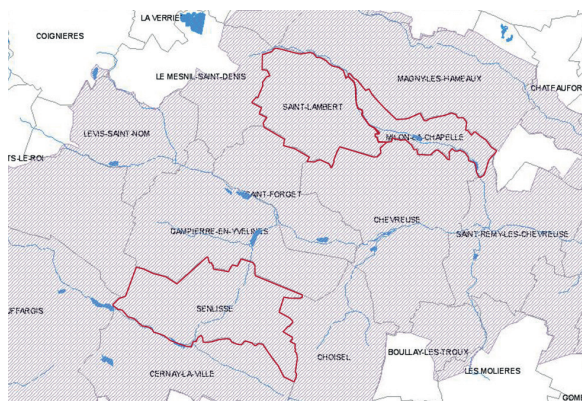 LA VERRIE
COIGNIERES
LE MESNIL-SAINT-DENIS
MAGNY-LES-HAMEAUX
CHATEAUFOR
SAINT-LAMBERT
LEVIS-SAINT-NOM
MILON-LA-CHAPELLE
TS-LE-ROI
SAINT-FORGET
CHEVREUSE
DAMPIERRE-EN-YVELINES
SAINT-REMY-LES-CHEVREUSE
SENLISSE
UFFARGIS
CHOISEL
BOULLAY-LES-TROUX
CERNAY-LA-VILLE
LES MOLIERES
GOM